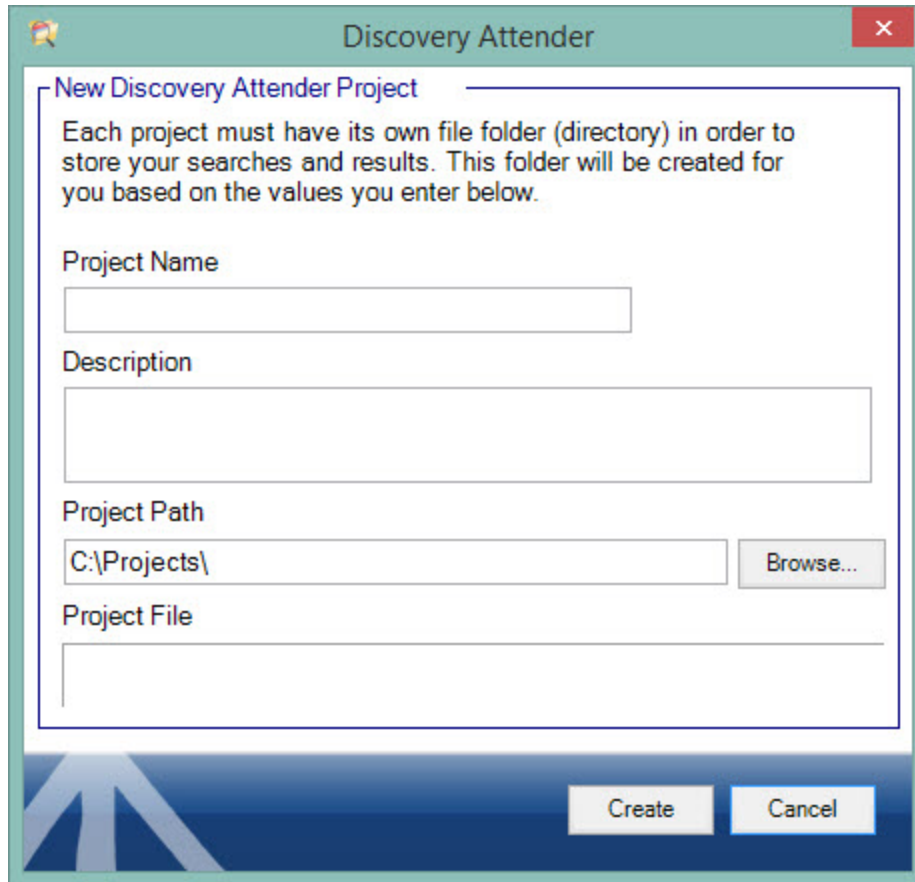 Discovery Attender
New Discovery Attender Project
Each project must have its own file folder (directory) in order to
store your searches and results. This folder will be created for
you based on the values you enter below.
Project Name
Description
Project Path
C:\Projects\
Browse...
Project File
Create
Cancel